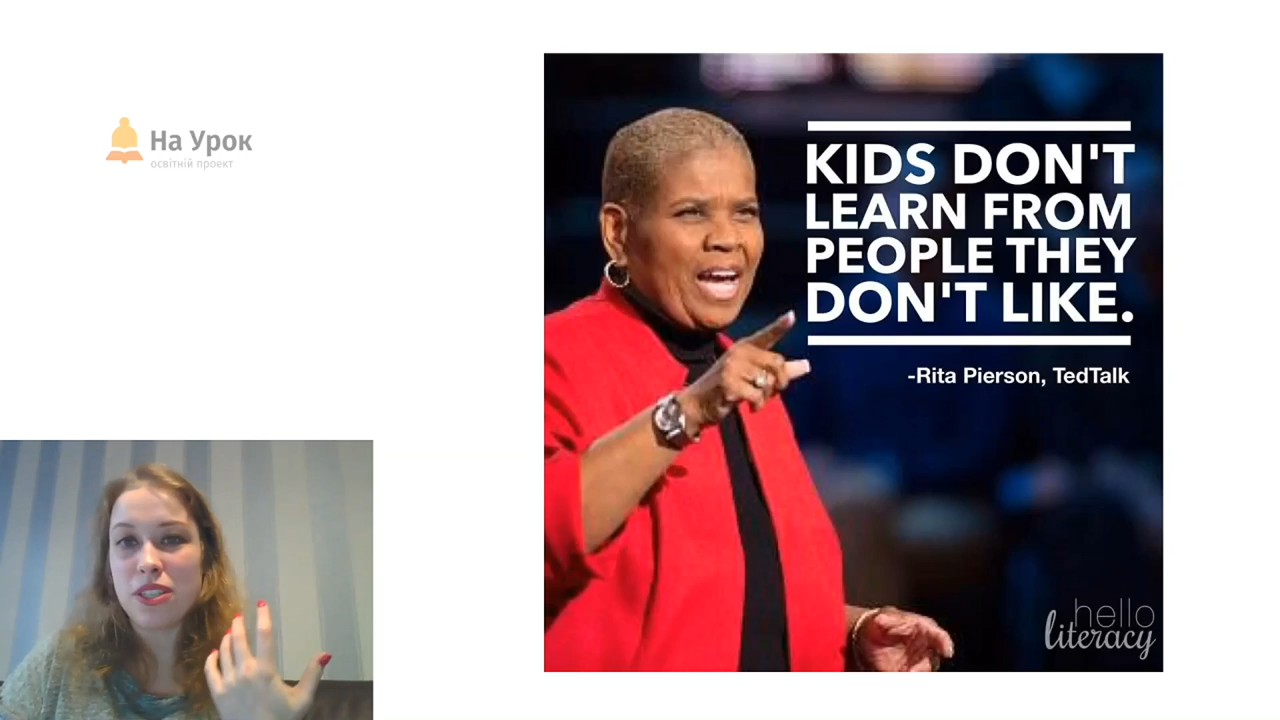 На Урок
освітній проект
KIDS DON'T
LEARN FROM
PEOPLE THEY
DON'T LIKE.
-Rita Pierson, TedTalk
hello
literacy